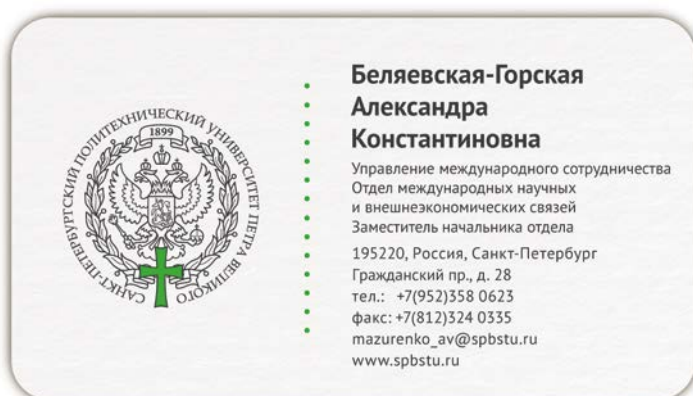 САНКТ-ПЕТЕРБУРГСКИЙ ПОЛИТЕХНИЧЕСКИЙ УНИВЕРСИТЕТ ПЕТРА ВЕЛИКОГО
1899
Беляевская-Горская
Александра
Константиновна
Управление международного сотрудничества
Отдел международных научных
и внешнеэкономических связей
Заместитель начальника отдела
195220, Россия, Санкт-Петербург
Гражданский пр., д. 28
тел.: +7(952)358 0623
факс: +7(812)324 0335
mazurenko_av@spbstu.ru
www.spbstu.ru